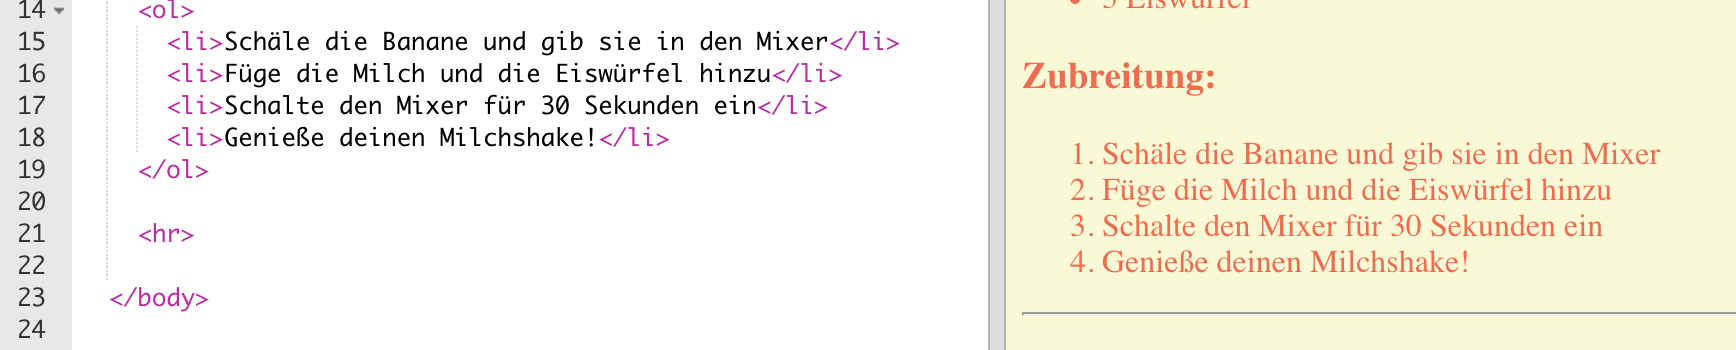 14 <ol>
15 <li>Schäle die Banane und gib sie in den Mixer</li>
16 <li>Füge die Milch und die Eiswürfel hinzu</li>
17 <li>Schalte den Mixer für 30 Sekunden ein</li>
18 <li>Genieße deinen Milchshake!</li>
19 </ol>
20
21 <hr>
22
23 </body>
24
Eiswürfel
Zubreitung:
1. Schäle die Banane und gib sie in den Mixer
2. Füge die Milch und die Eiswürfel hinzu
3. Schalte den Mixer für 30 Sekunden ein
4. Genieße deinen Milchshake!